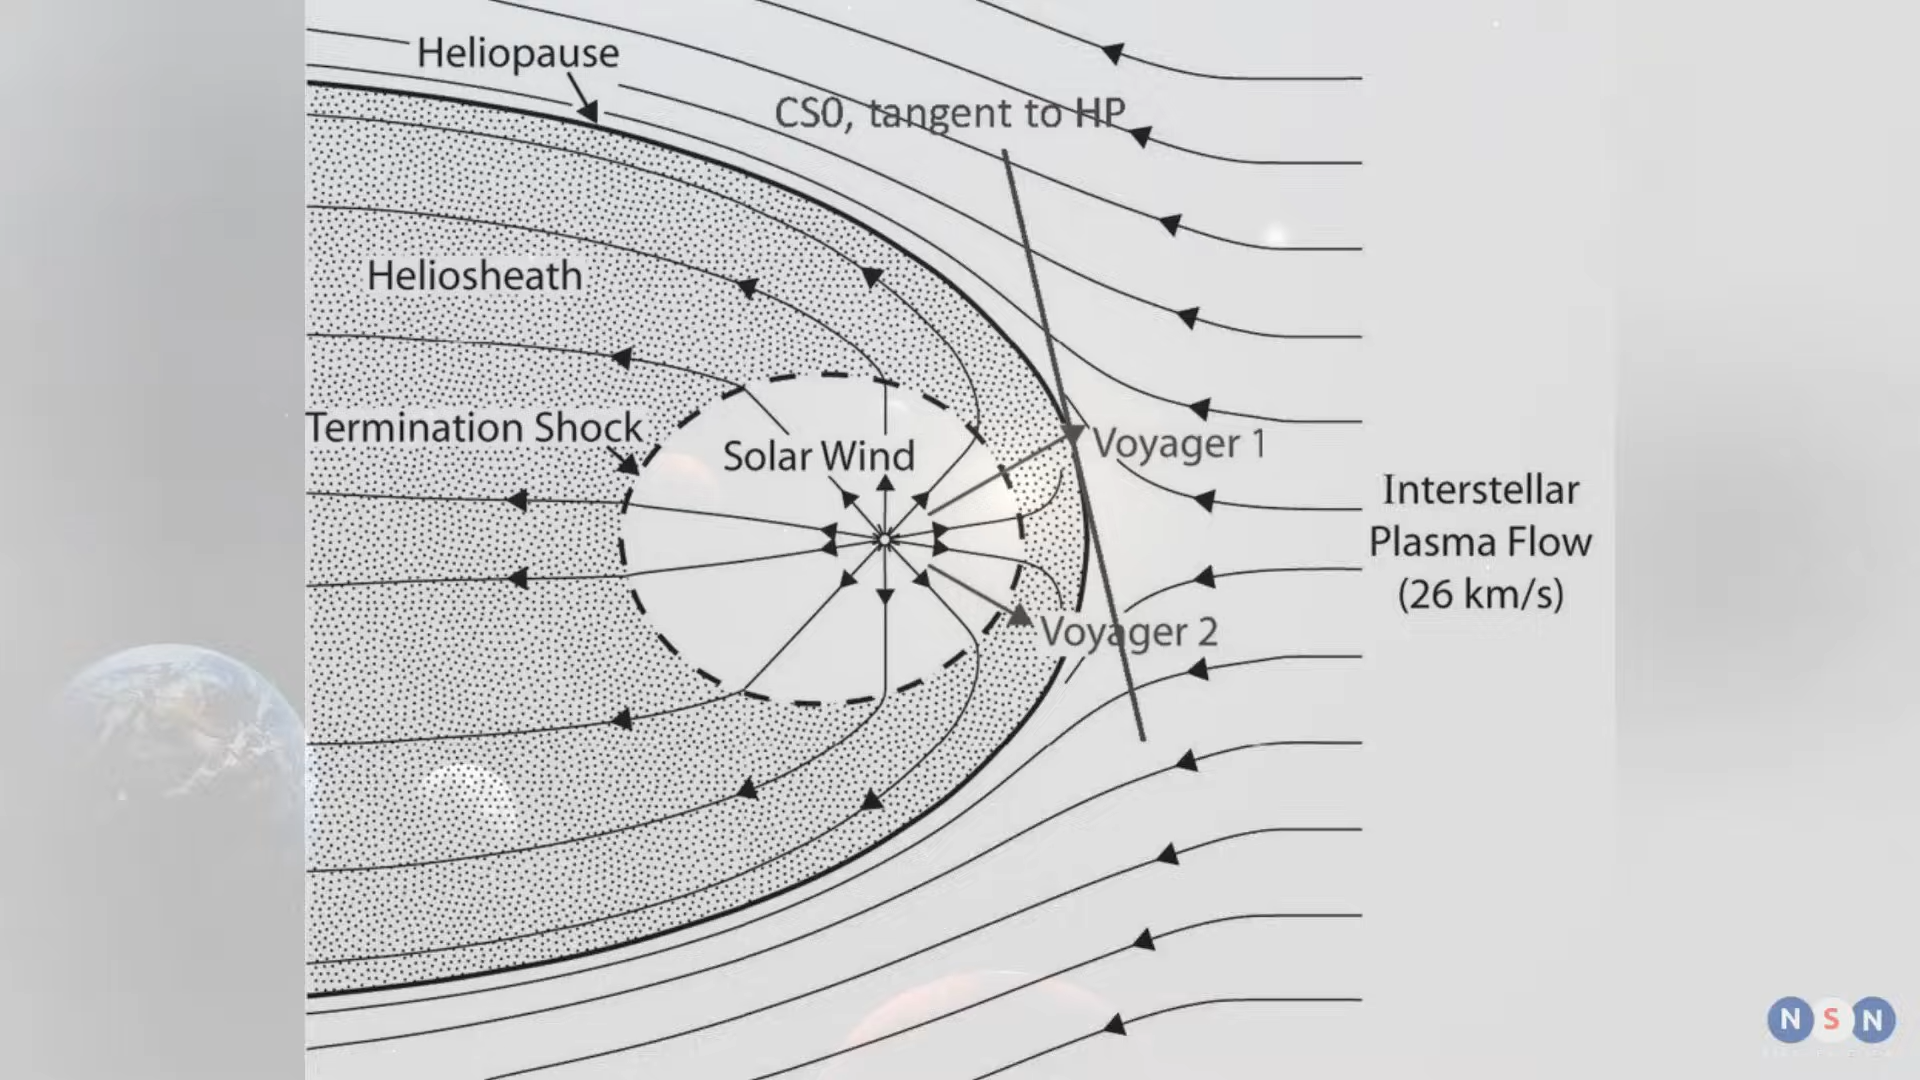 Heliopause
CS0, tangent to HP
Heliosheath
Termination Shock
Solar Wind
Voyager 1
Interstellar
Plasma Flow
(26 km/s)
Voyager 2
N S N